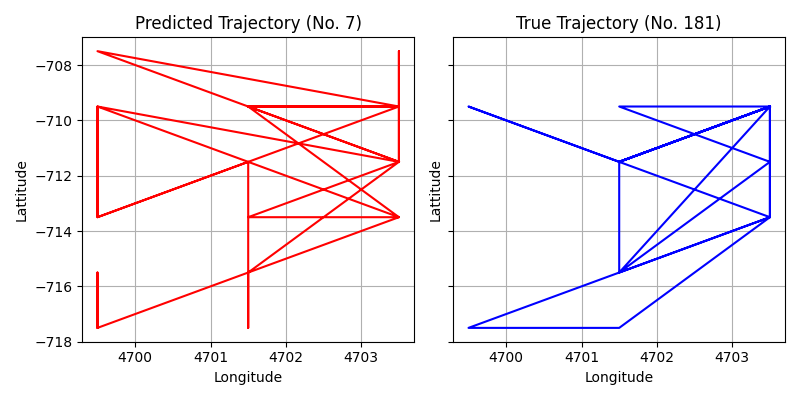 Predicted Trajectory (No. 7)
True Trajectory (No. 181)
Lattitude
−708
−710
−712
−714
−716
−718
4700
4701
4702
4703
Longitude
Lattitude
4700
4701
4702
4703
Longitude